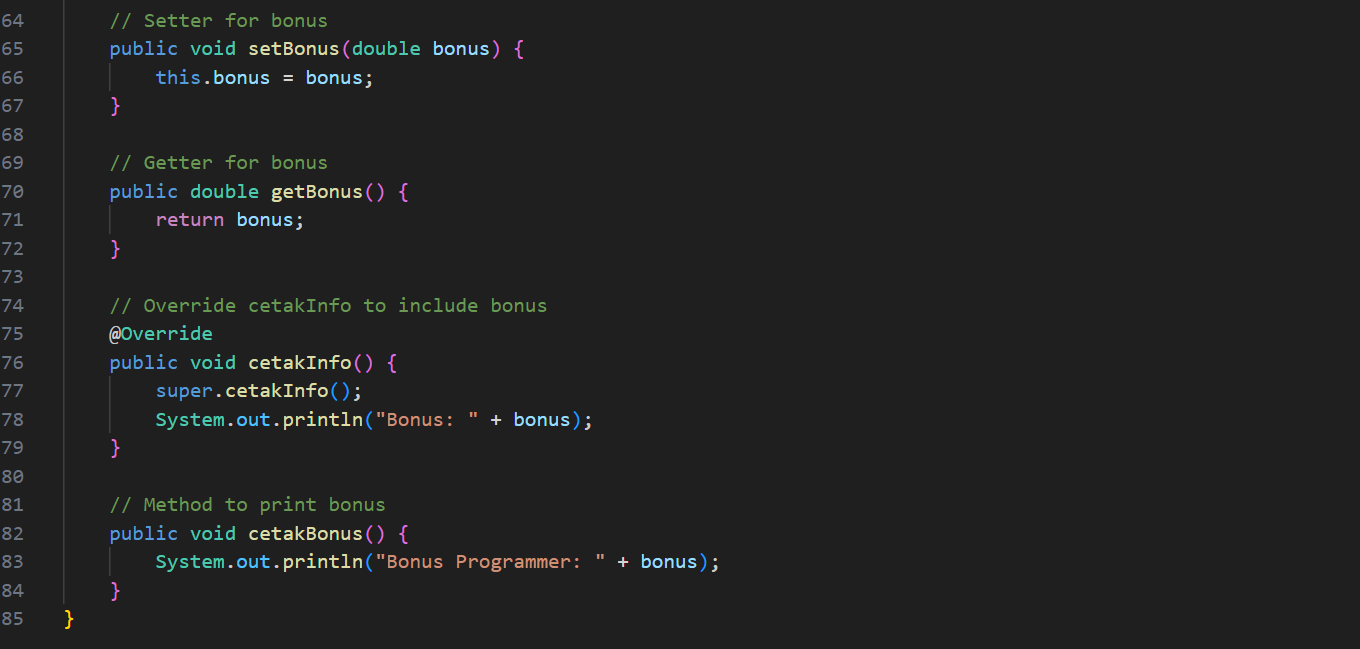 64 // Setter for bonus
65 public void setBonus(double bonus) {
66 this.bonus = bonus;
67 }
68
69 // Getter for bonus
70 public double getBonus() {
71 return bonus;
72 }
73
74 // Override cetakInfo to include bonus
75 @Override
76 public void cetakInfo() {
77 super.cetakInfo();
78 System.out.println("Bonus: " + bonus);
79 }
80
81 // Method to print bonus
82 public void cetakBonus() {
83 System.out.println("Bonus Programmer: " + bonus);
84 }
85 }